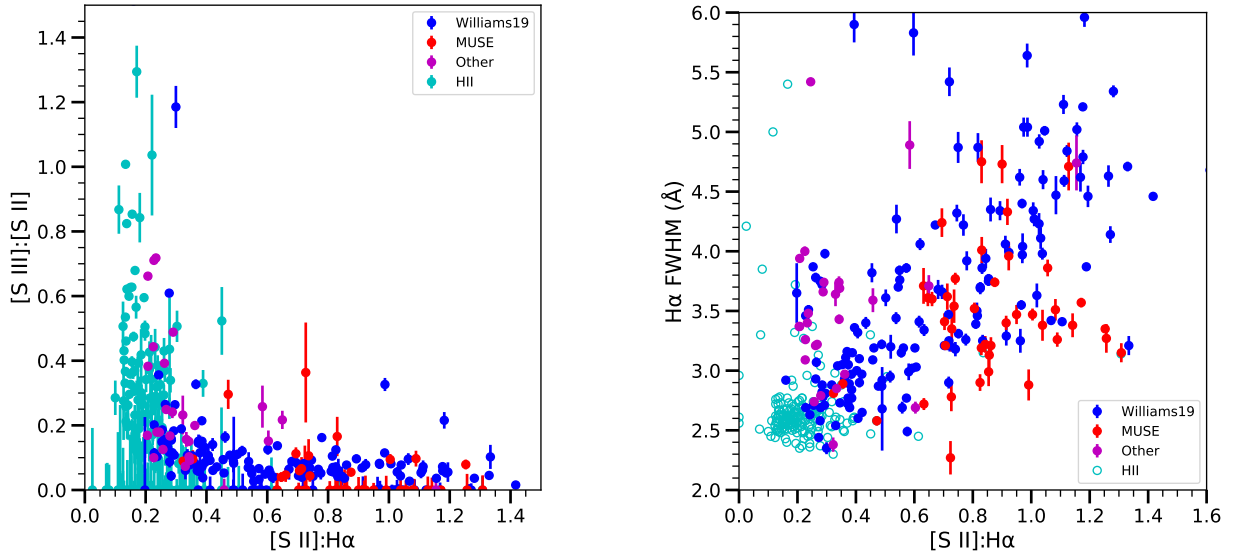 1.4
1.2
1.0
0.8
0.6
0.4
0.2
0.0
[S III]:[S II]
0.0 0.2 0.4 0.6 0.8 1.0 1.2 1.4
[S II]:Hα
Williams19
MUSE
Other
HII
6.0
5.5
5.0
4.5
4.0
3.5
3.0
2.5
2.0
Hα FWHM (Å)
0.0 0.2 0.4 0.6 0.8 1.0 1.2 1.4 1.6
[S II]:Hα
Williams19
MUSE
Other
HII